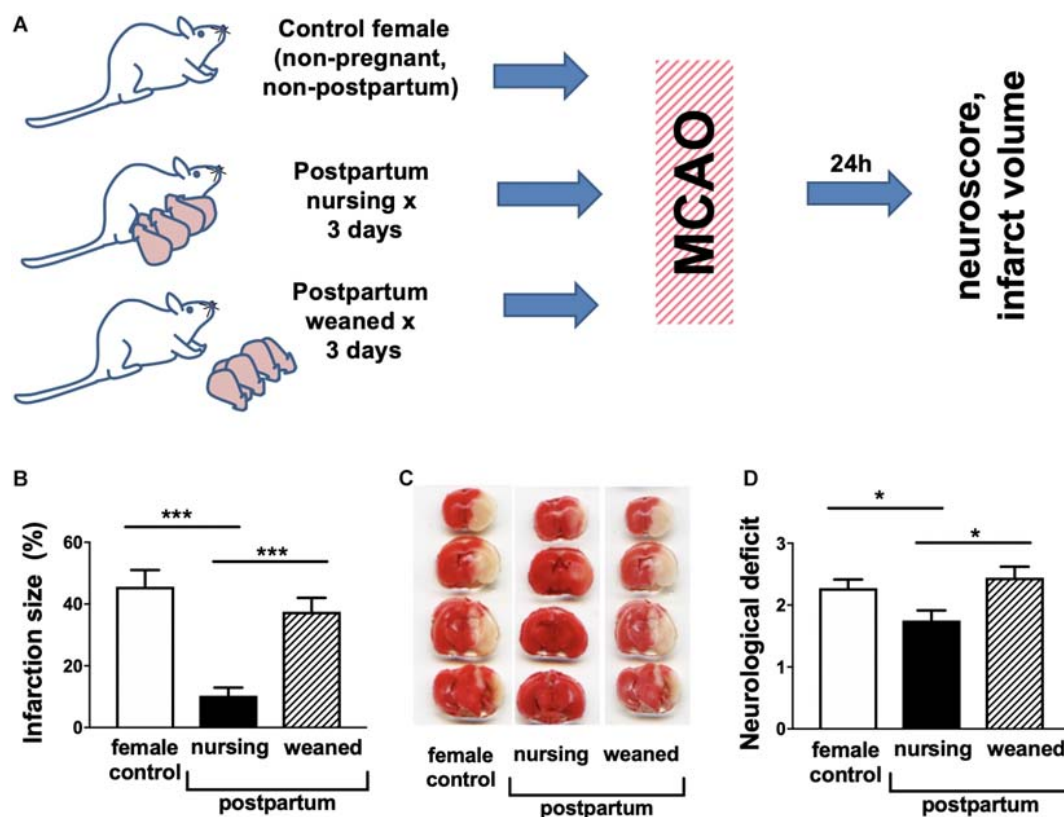 A
Control female
(non-pregnant,
non-postpartum)
Postpartum
nursing x
3 days
Postpartum
weaned x
3 days
MCAO
24h
neuroscore,
infarct volume
B
***
***
Infarction size (%)
60
40
20
0
female
control
nursing
weaned
postpartum
C
female
control
nursing
weaned
postpartum
D
*
*
Neurological deficit
3
2
1
0
female
control
nursing
weaned
postpartum